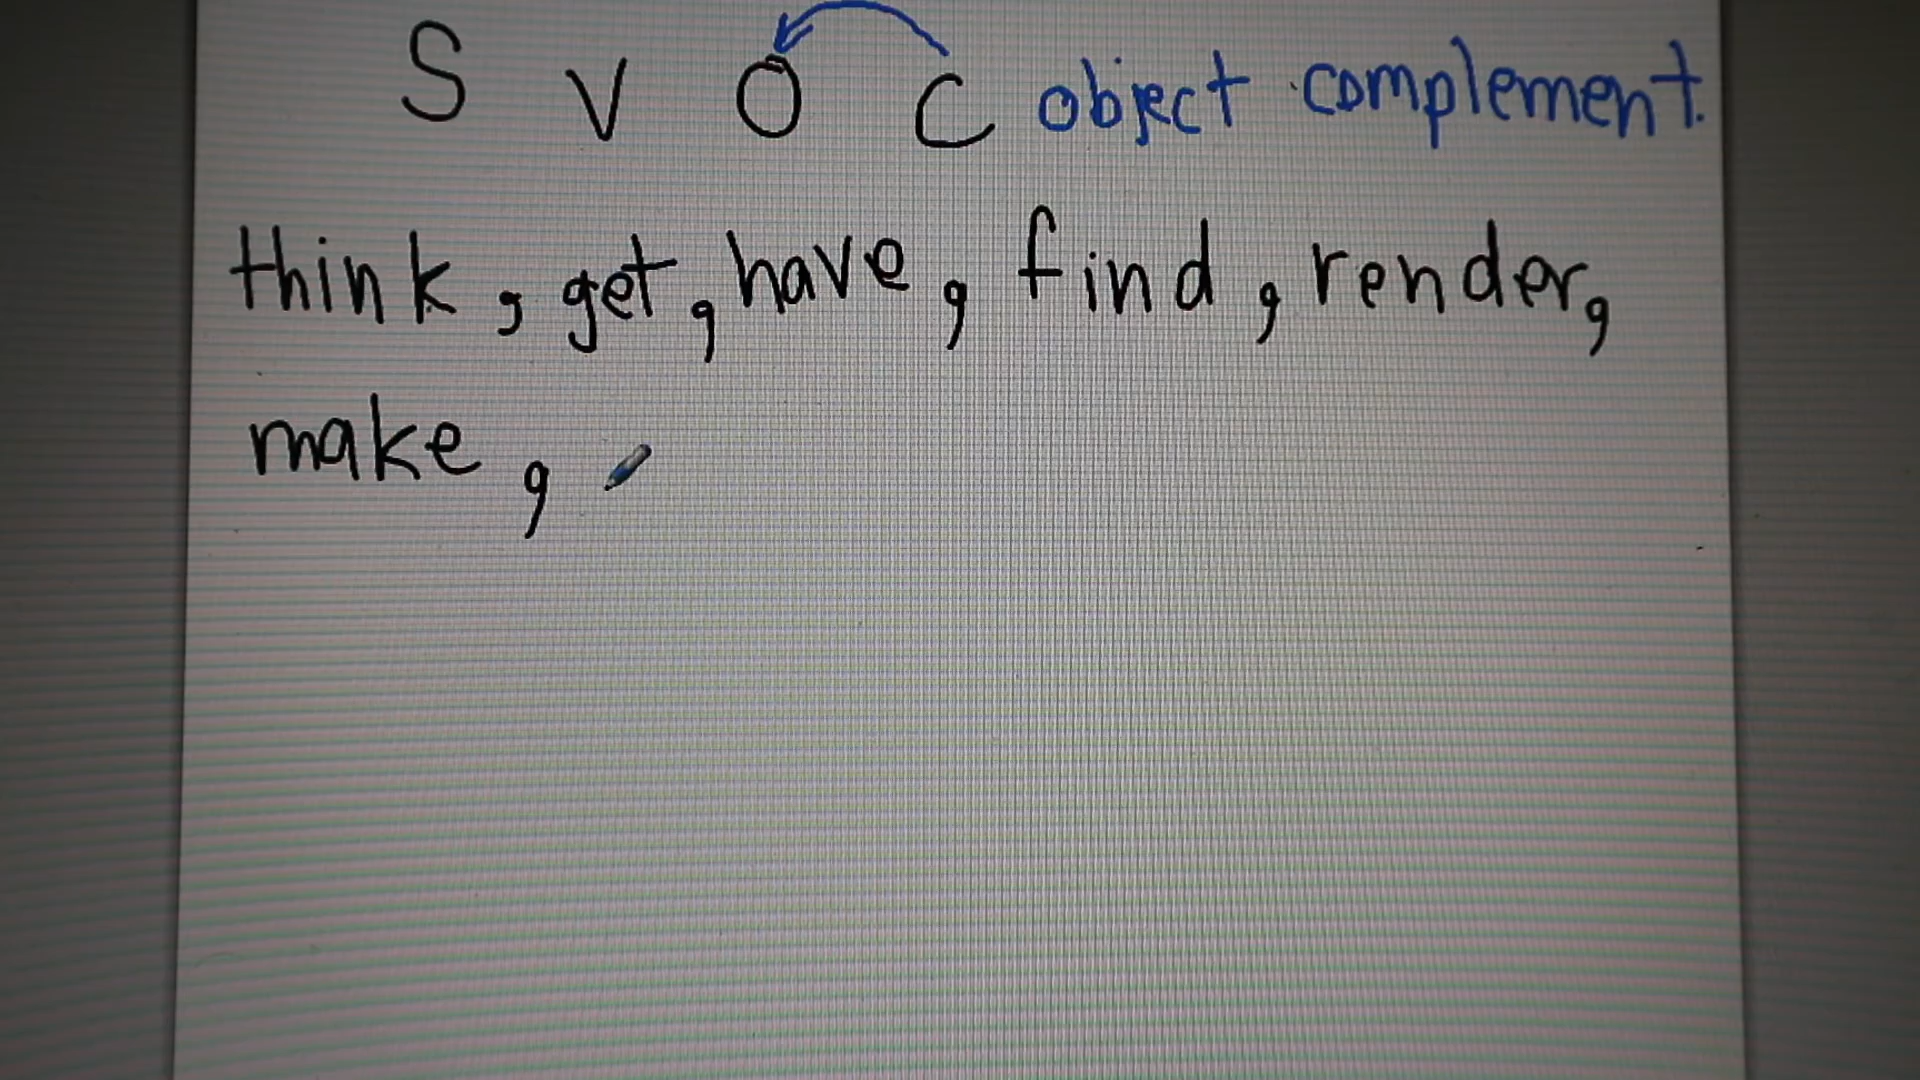 S V O C object complement.
think, get, have, find, render,
make,